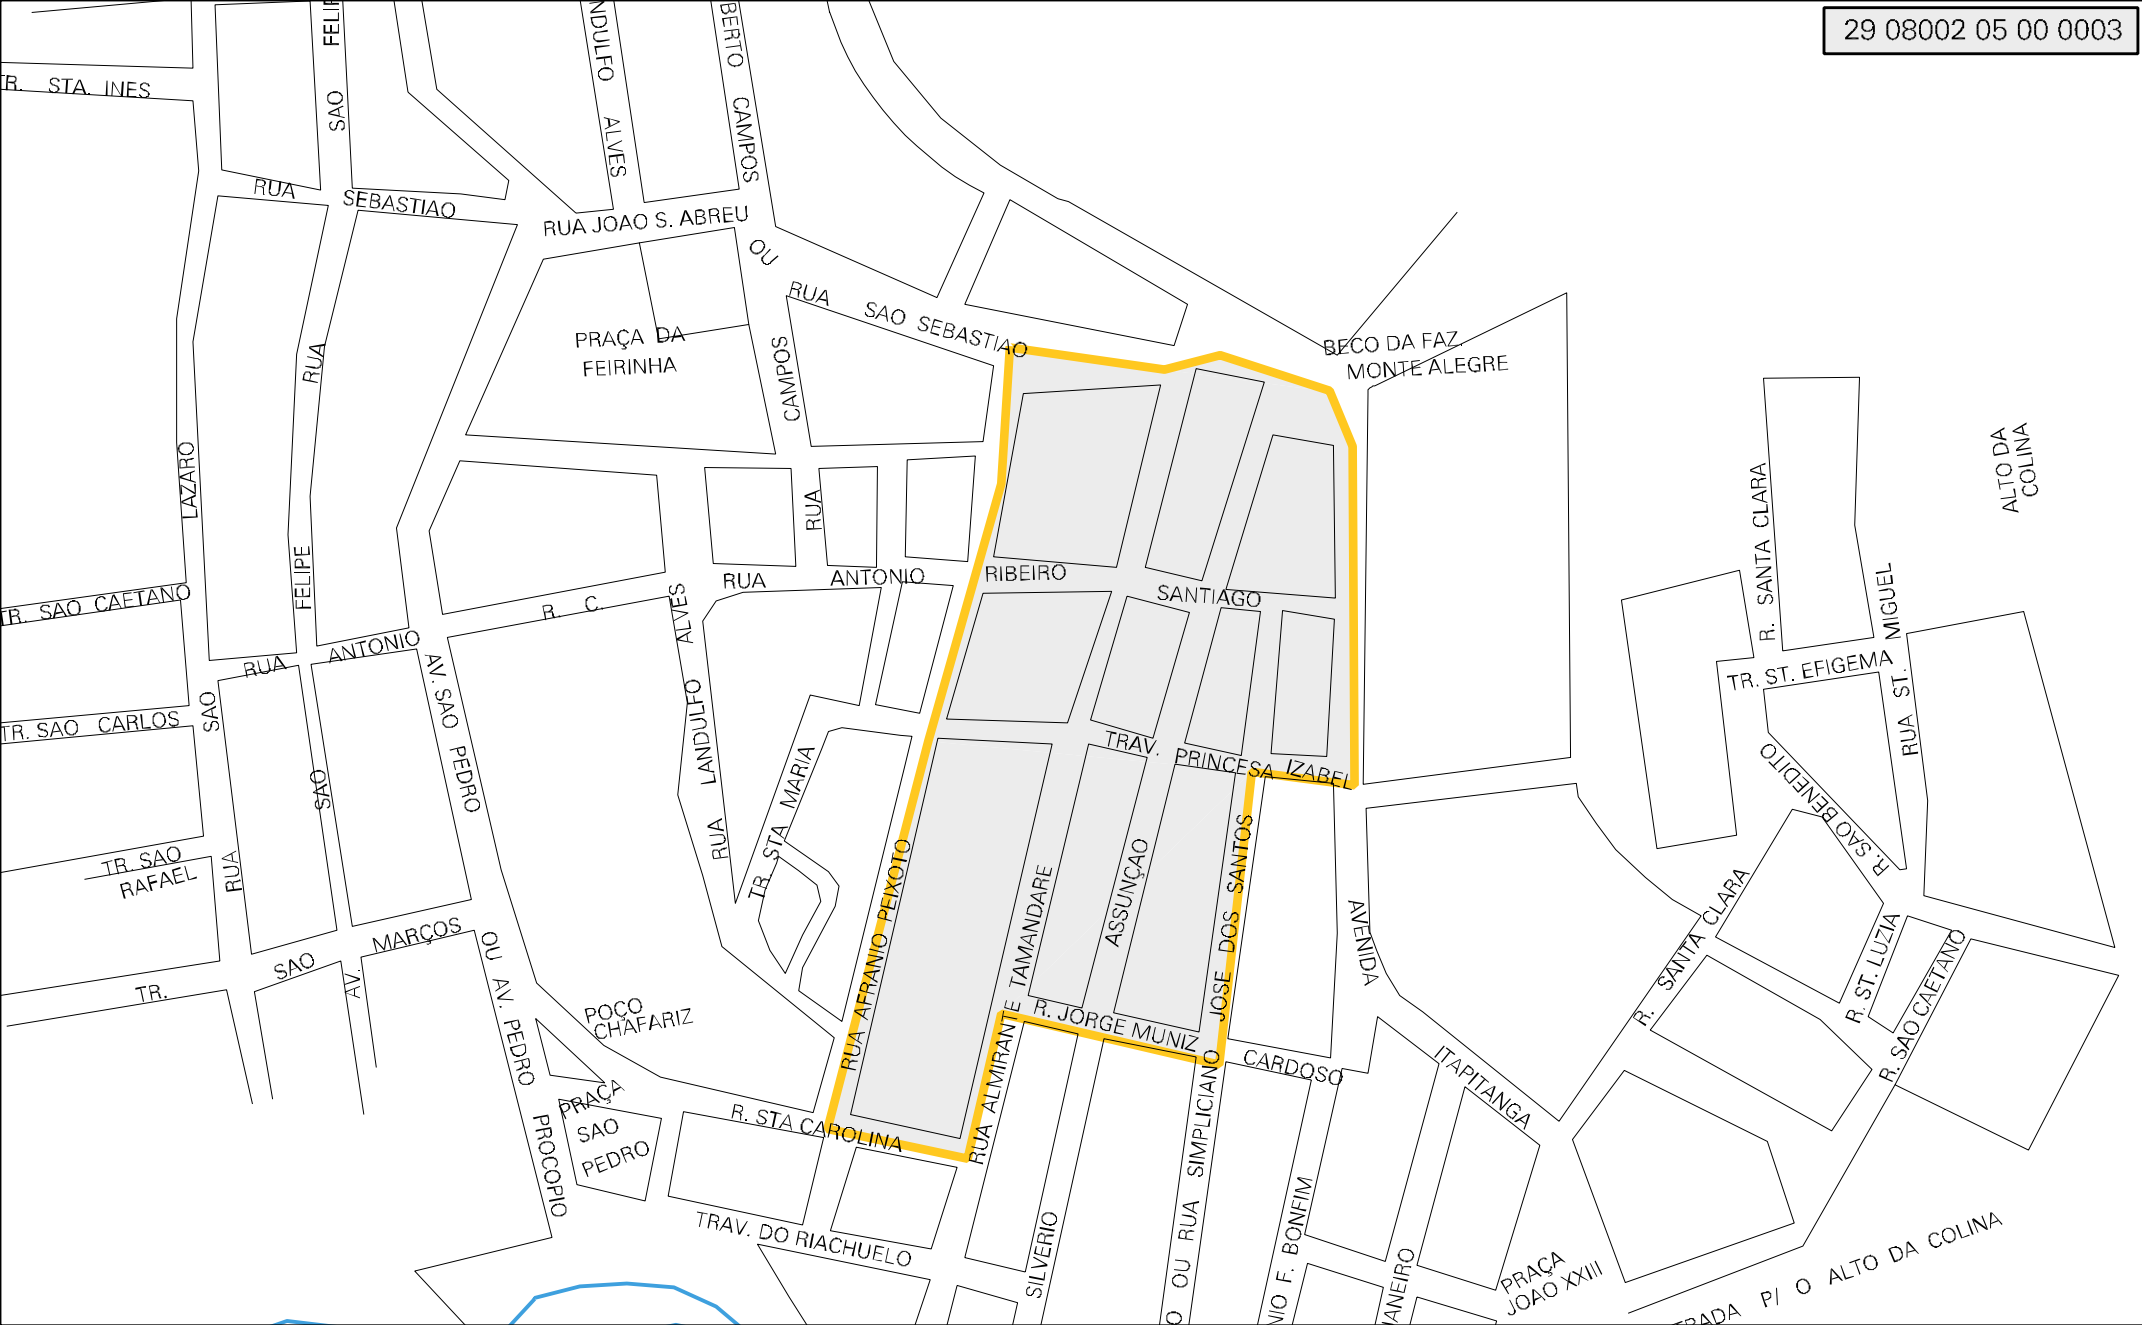 29 08002 05 00 0003
SAO FELIP
NDULFO ALVES
BERTO CAMPOS
TR. STA. INES
RUA SEBASTIAO
RUA JOAO S. ABREU
OU
RUA SAO SEBASTIAO
PRAÇA DA
FEIRINHA
BECO DA FAZ.
MONTE ALEGRE
RUA
CAMPOS
RUA
FELIPE
LAZARO
SAO
RUA
ALTO DA
COLINA
R. SANTA CLARA
RUA ANTONIO RIBEIRO SANTIAGO
TR. SAO CAETANO
R. C.
RUA ANTONIO
RUA LANDULFO ALVES
RUA ST. MIGUEL
TR. ST. EFIGEMA
AV. SAO PEDRO
TR. SAO CARLOS
TRAV. PRINCESA IZABEL
R. SAO BENEDITO
TR. STA MARIA
SAO
AV.
TR. SAO
RAFAEL
RUA AFRANIO PEIXOTO
RUA ALMIRANTE TAMANDARE
ASSUNÇAO
JOSE DOS SANTOS
AVENIDA
ITAPITANGA
R. SANTA CLARA
R. ST. LUZIA
R. SAO CAETANO
TR. SAO MARÇOS
OU AV. PEDRO PROCOPIO
POÇO
CHAFARIZ
R. JORGE MUNIZ
CARDOSO
PRAÇA
SAO
PEDRO
R. STA CAROLINA
TRAV. DO RIACHUELO
SILVERIO
O OU RUA SIMPLICIANO
NIO F. BONFIM
JANEIRO
PRAÇA
JOAO XXIII
TRADA P/ O ALTO DA COLINA